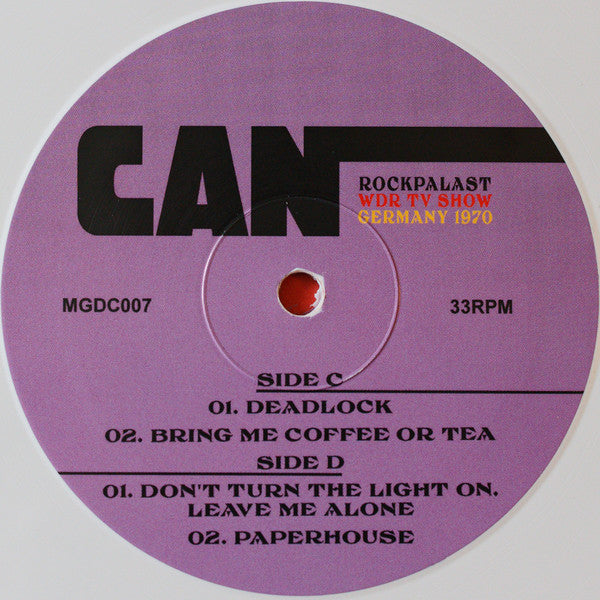 CAN
ROCKPALAST
WDR TV SHOW
GERMANY 1970
MGDC007
33RPM
SIDE C
01. DEADLOCK
02. BRING ME COFFEE OR TEA
SIDE D
01. DON'T TURN THE LIGHT ON.
LEAVE ME ALONE
02. PAPERHOUSE